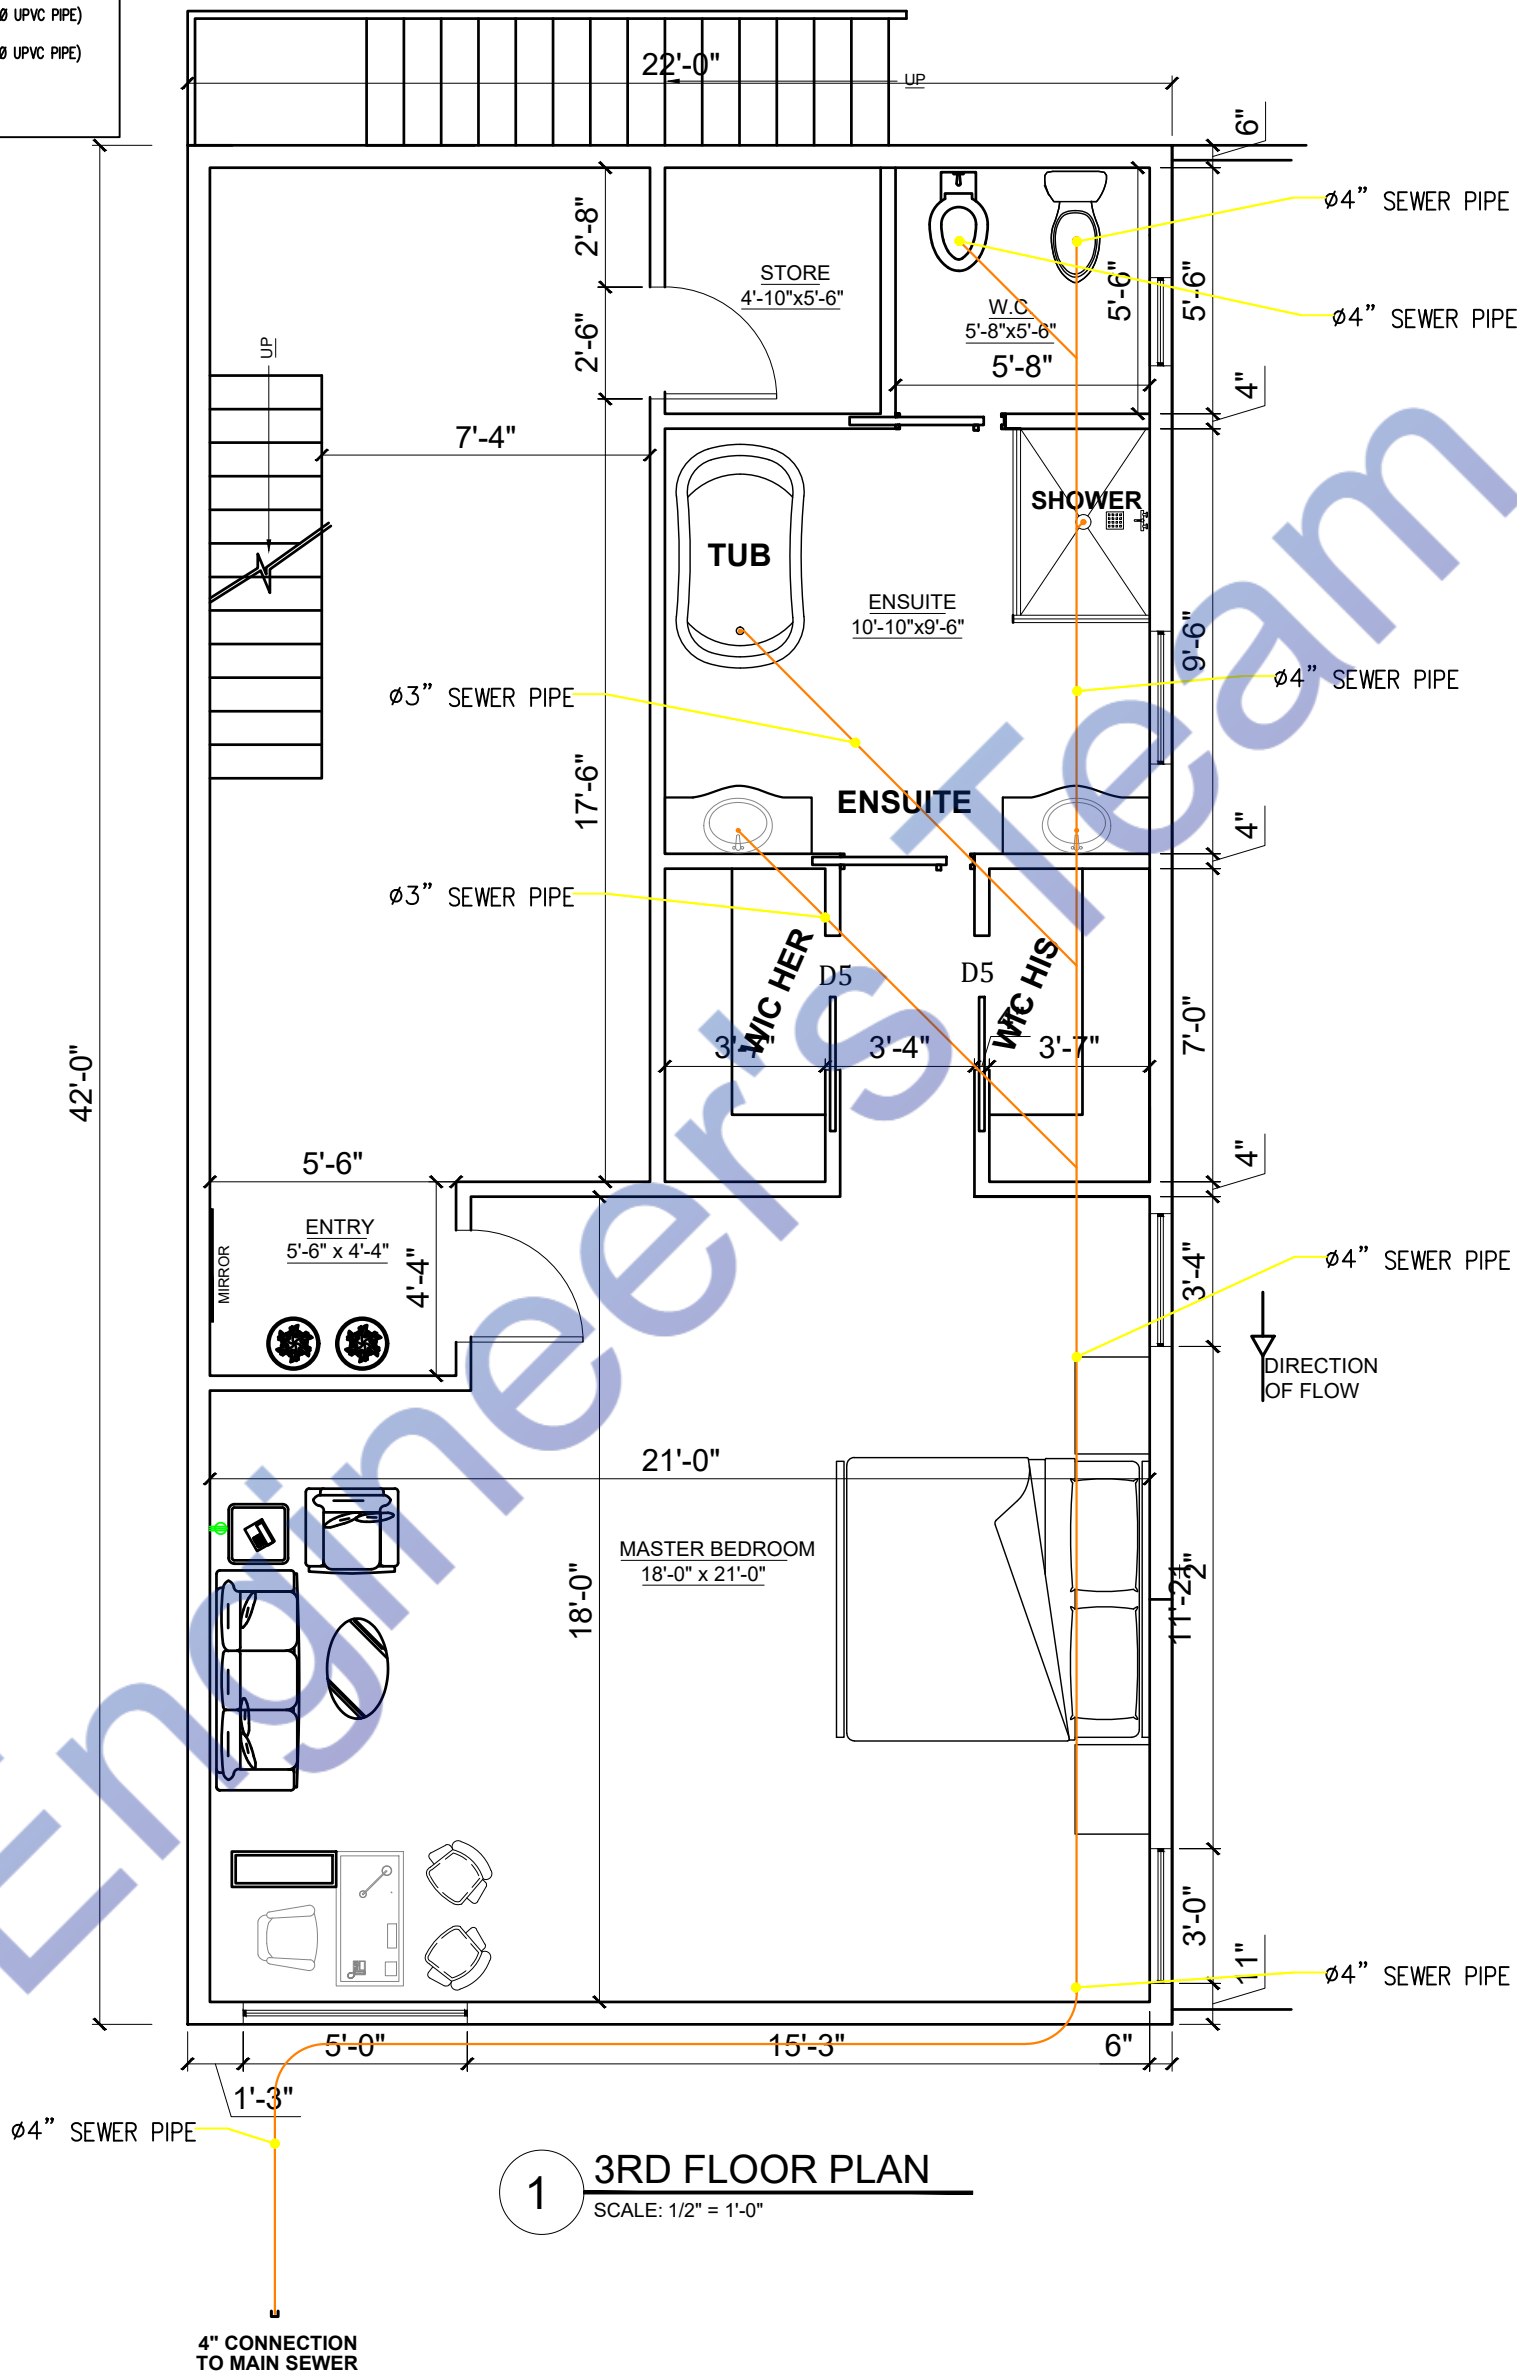 Ø UPVC PIPE)
Ø UPVC PIPE)
22'-0"
UP
6"
ø4” SEWER PIPE
2'-8"
STORE
4'-10"x5'-6"
5'-6"
5'-6"
W.C
5'-8"x5'-6"
ø4” SEWER PIPE
2'-6"
UP
5'-8"
4"
7'-4"
SHOWER
TUB
ENSUITE
10'-10"x9'-6"
9'-6"
ø3” SEWER PIPE
ø4” SEWER PIPE
17'-6"
ENSUITE
4"
ø3” SEWER PIPE
WIC HER
D5
D5
WIC HIS
3'-4"
3'-7"
7'-0"
42'-0"
5'-6"
4"
ENTRY
5'-6" x 4'-4"
MIRROR
4'-4"
3'-4"
ø4” SEWER PIPE
DIRECTION
OF FLOW
21'-0"
MASTER BEDROOM
18'-0" x 21'-0"
18'-0"
3'-0"
11"
ø4” SEWER PIPE
5'-0"
15'-3"
6"
1'-3"
ø4” SEWER PIPE
1
3RD FLOOR PLAN
SCALE: 1/2" = 1'-0"
4" CONNECTION
TO MAIN SEWER
Engineer's Team